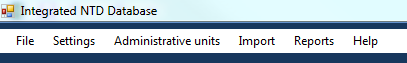 Integrated NTD Database
File Settings Administrative units Import Reports Help